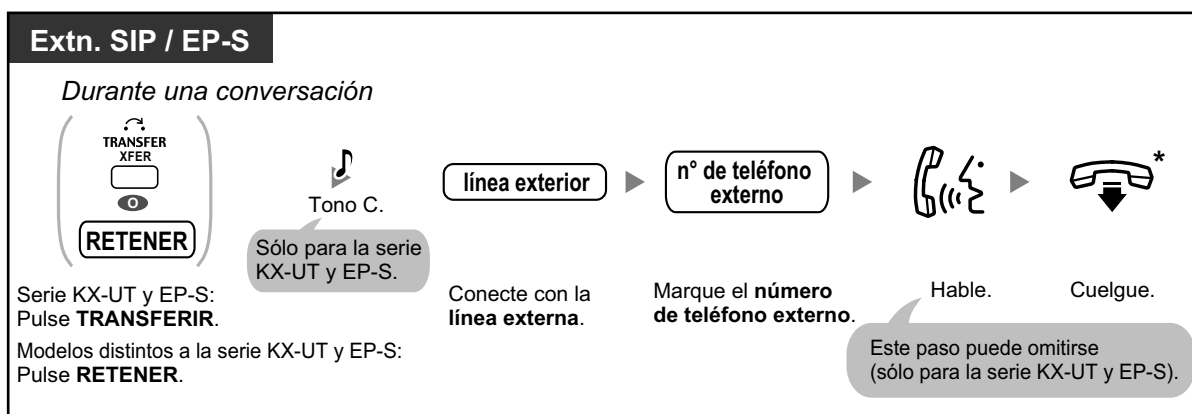 Extn. SIP / EP-S
Durante una conversación
TRANSFER
XFER
O
RETENER
Serie KX-UT y EP-S:
Pulse TRANSFERIR.
Modelos distintos a la serie KX-UT y EP-S:
Pulse RETENER.
Tono C.
Sólo para la serie
KX-UT y EP-S.
línea exterior
Conecte con la
línea externa.
n° de teléfono
externo
Marque el número
de teléfono externo.
Hable.
Este paso puede omitirse
(sólo para la serie KX-UT y EP-S).
*
Cuelgue.